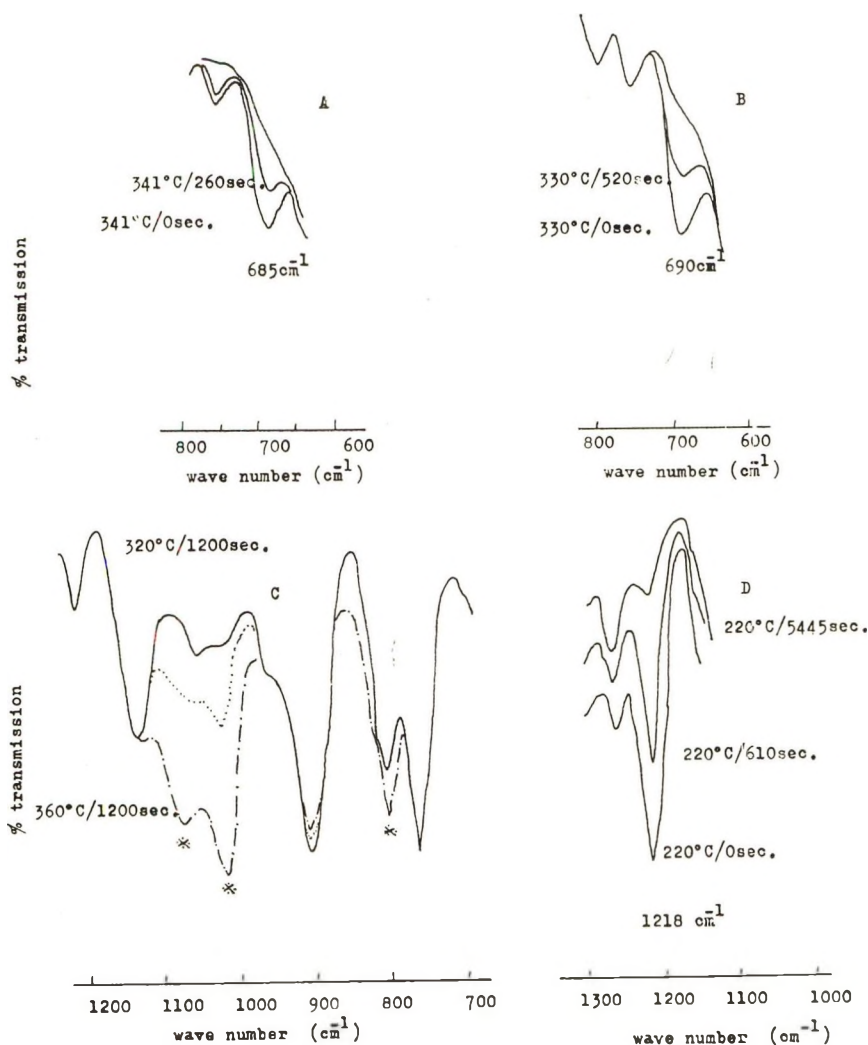 A
341°C/260sec.
341°C/0sec.
685cm⁻¹
% transmission
800 700 600
wave number (cm⁻¹)
B
330°C/520sec.
330°C/0sec.
690cm⁻¹
800 700 600
wave number (cm⁻¹)
320°C/1200sec.
C
360°C/1200sec.
※
※
※
% transmission
1200 1100 1000 900 800 700
wave number (cm⁻¹)
D
220°C/5445sec.
220°C/610sec.
220°C/0sec.
1218 cm⁻¹
1300 1200 1100 1000
wave number (cm⁻¹)